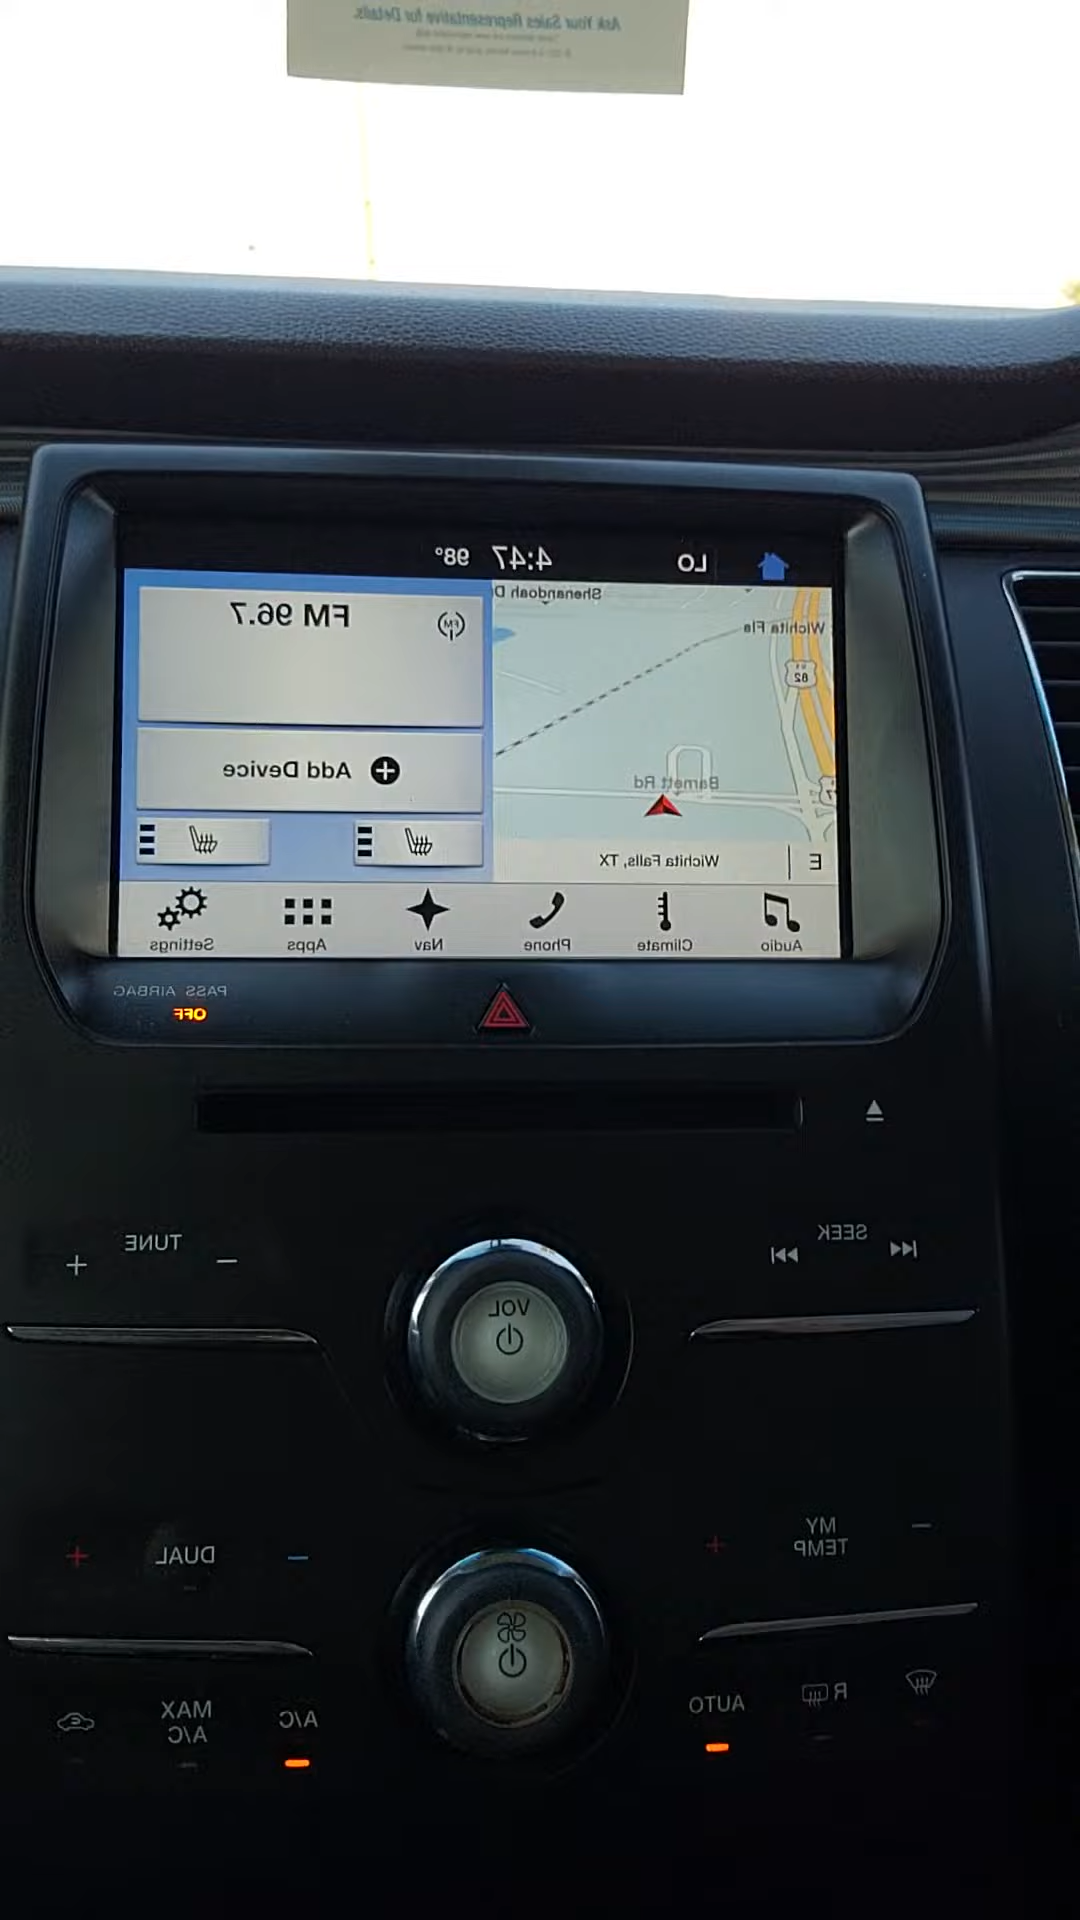 Ask Your Sales Representative for Details.
LO 4:47 98°
Shenandoah D
Wichita Fla
82
Barnett Rd
E Wichita Falls, TX
FM
FM 96.7
Add Device
Audio Climate Phone Nav Apps Settings
PASS AIRBAG
OFF
SEEK
VOL
TUNE
MY
TEMP
DUAL
R
AUTO
A/C
MAX
A/C